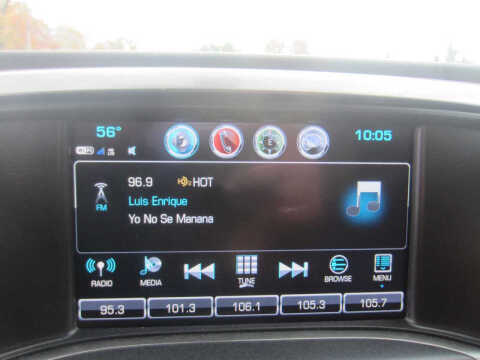 56° 10:05
96.9 HD2 HOT
FM Luis Enrique
Yo No Se Manana
RADIO MEDIA TUNE BROWSE MENU
95.3 101.3 106.1 105.3 105.7